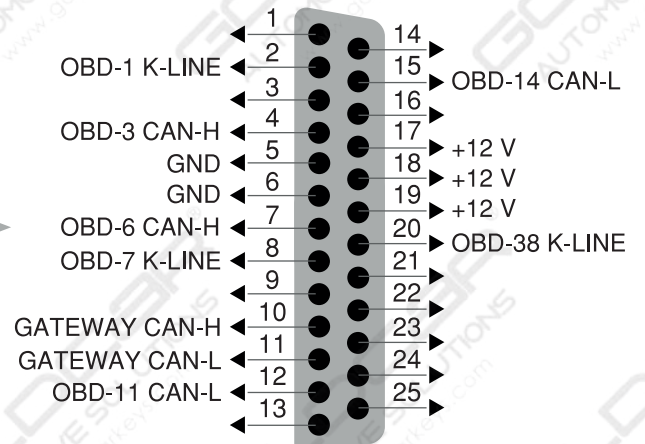 1
2 OBD-1 K-LINE
3
4 OBD-3 CAN-H
5 GND
6 GND
7 OBD-6 CAN-H
8 OBD-7 K-LINE
9
10 GATEWAY CAN-H
11 GATEWAY CAN-L
12 OBD-11 CAN-L
13
14
15 OBD-14 CAN-L
16
17 +12 V
18 +12 V
19 +12 V
20 OBD-38 K-LINE
21
22
23
24
25